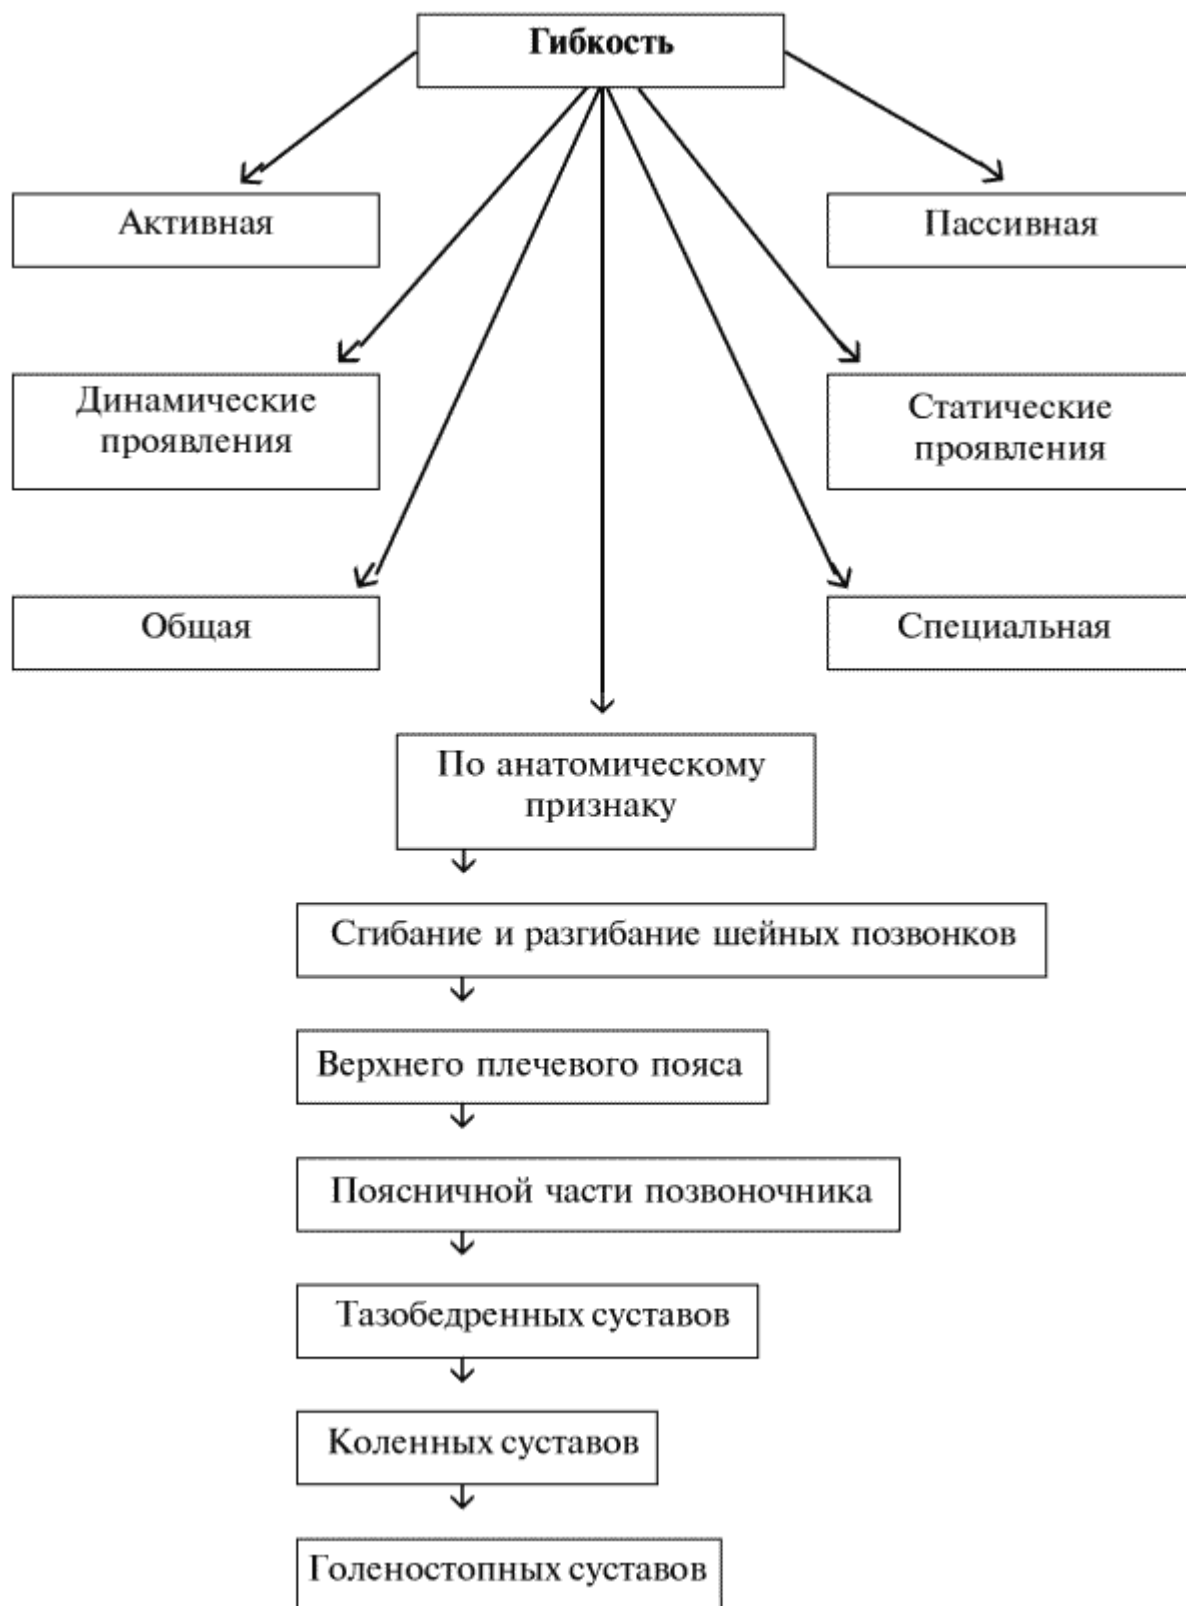 Гибкость
Активная
Пассивная
Динамические
проявления
Статические
проявления
Общая
Специальная
По анатомическому
признаку
Сгибание и разгибание шейных позвонков
Верхнего плечевого пояса
Поясничной части позвоночника
Тазобедренных суставов
Коленных суставов
Голеностопных суставов